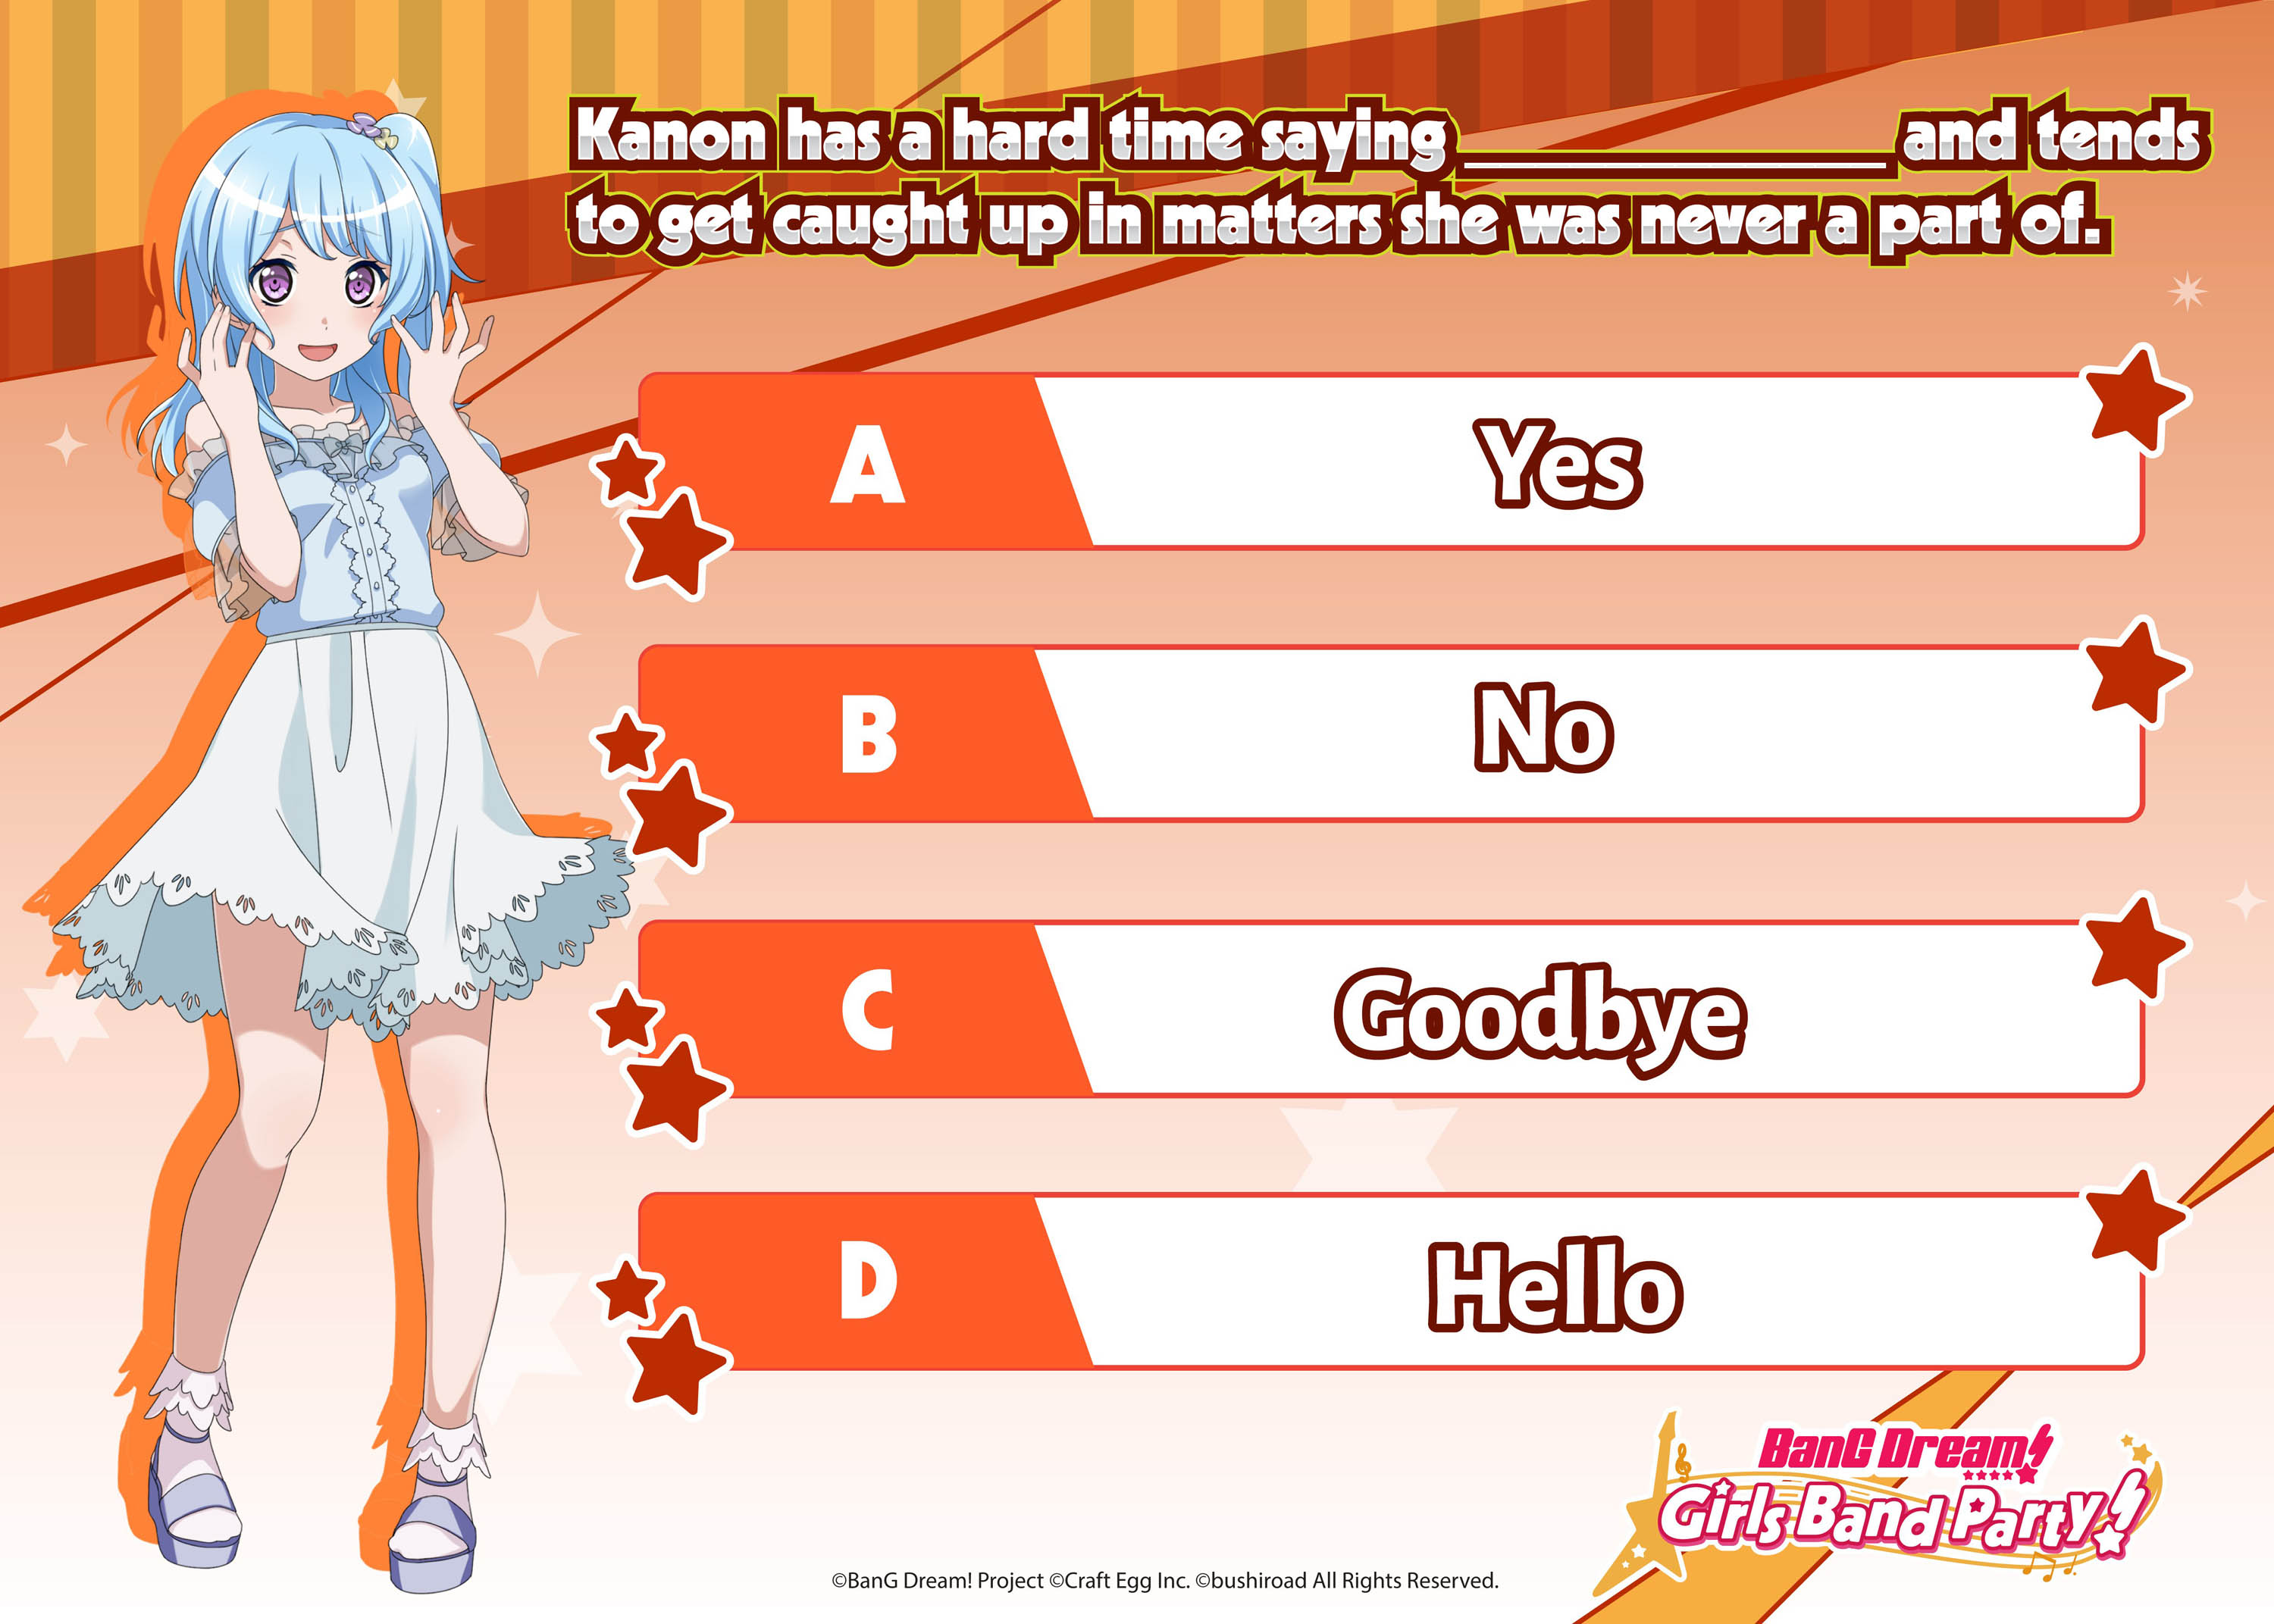 Kanon has a hard time saying ____________ and tends
to get caught up in matters she was never a part of.
A
Yes
B
No
C
Goodbye
D
Hello
BanG Dream!
Girls Band Party!
©BanG Dream! Project ©Craft Egg Inc. ©bushiroad All Rights Reserved.